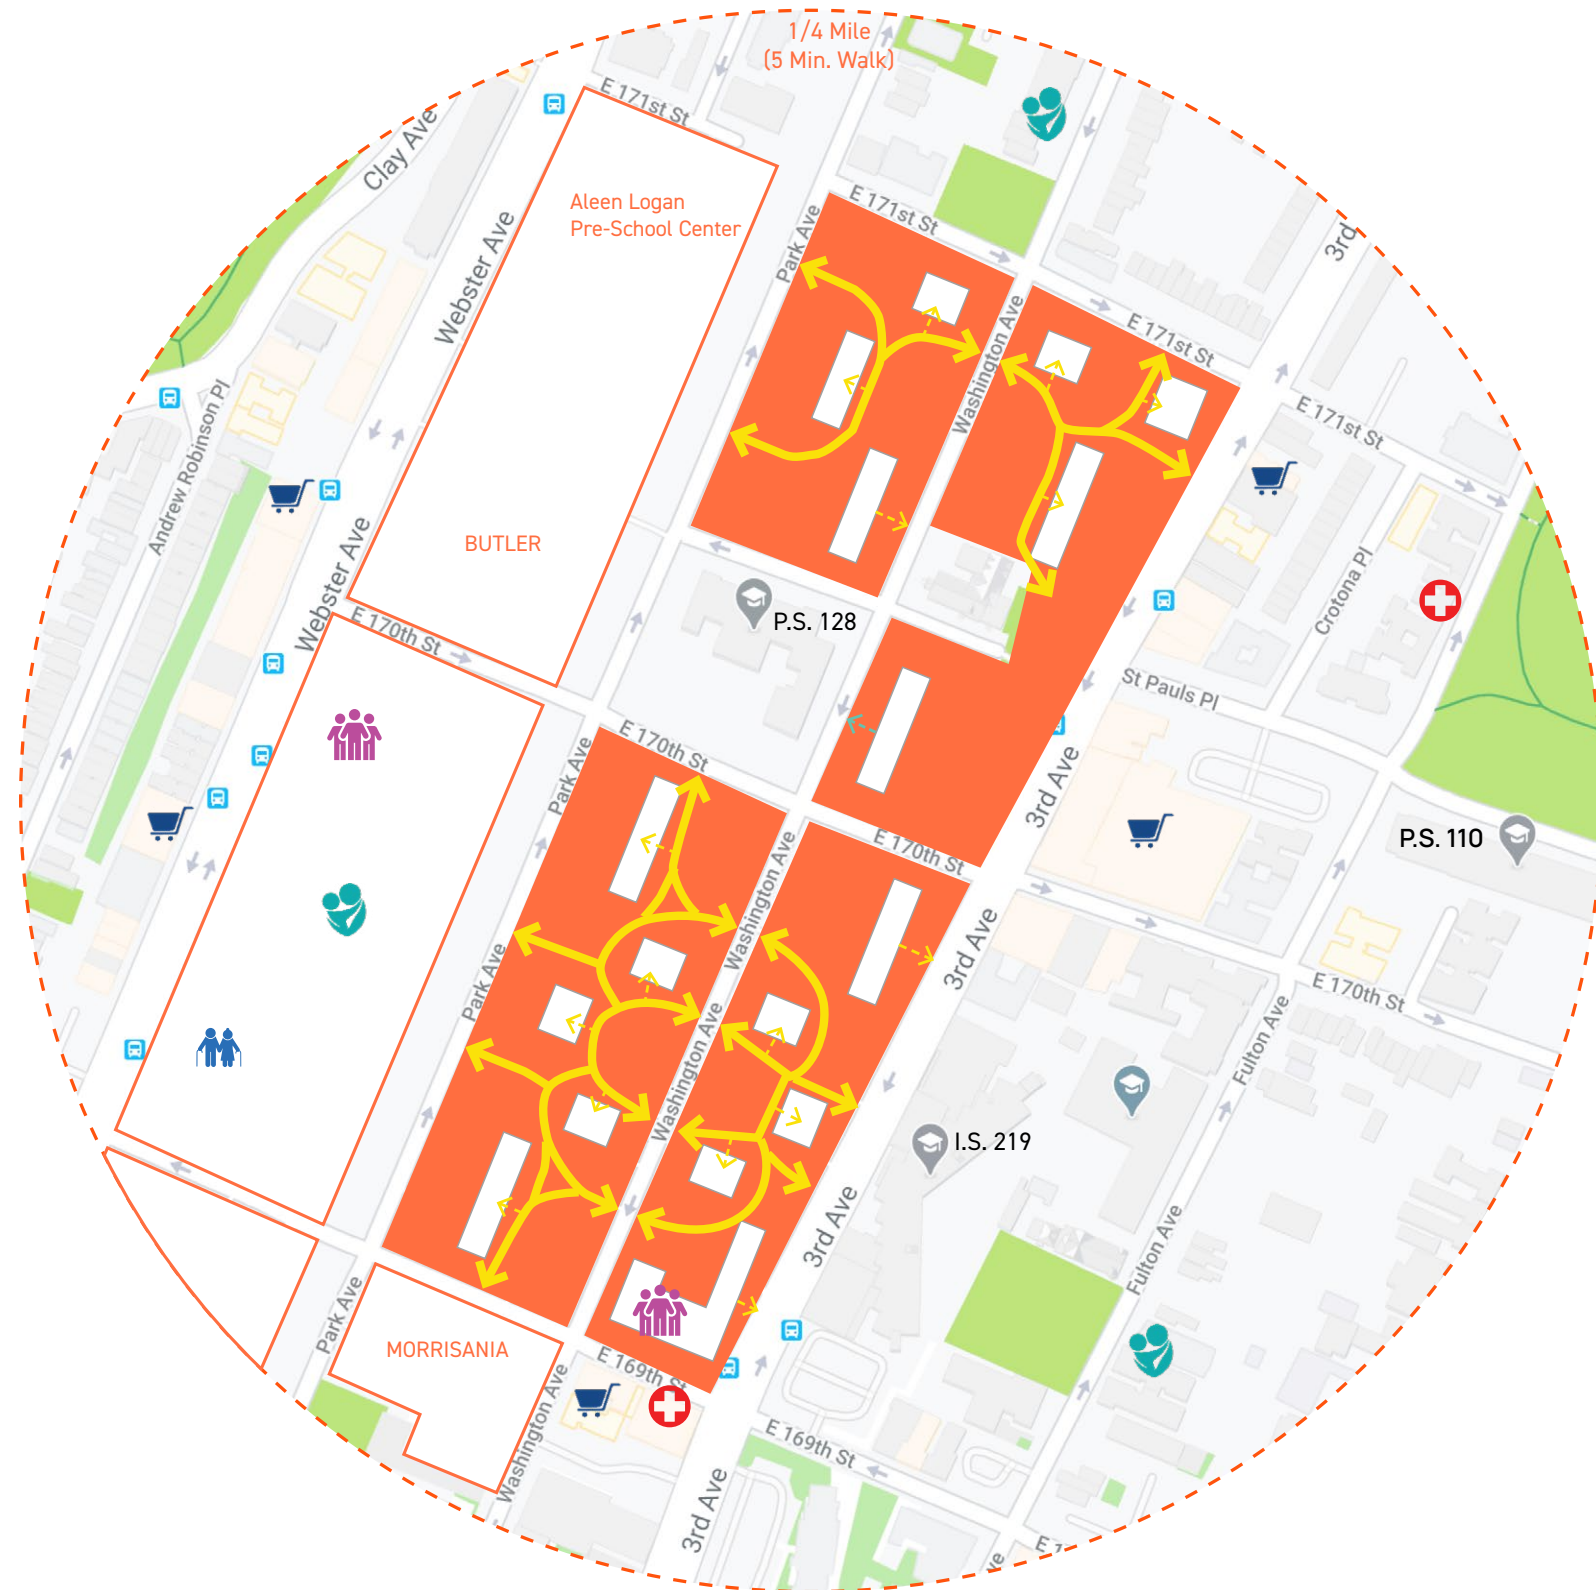 1/4 Mile
(5 Min. Walk)
E 171st St
Clay Ave
Aleen Logan
Pre-School Center
E 171st St
Park Ave
3rd
Webster Ave
Washington Ave
E 171st St
E 171st St
Andrew Robinson Pl
Webster Ave
BUTLER
Crotona Pl
P.S. 128
E 170th St
St Pauls Pl
E 170th St
Park Ave
3rd Ave
E 170th St
P.S. 110
Washington Ave
3rd Ave
Park Ave
E 170th St
Fulton Ave
Washington Ave
I.S. 219
3rd Ave
Fulton Ave
Park Ave
MORRISANIA
E 169th St
Washington Ave
E 169th St
3rd Ave